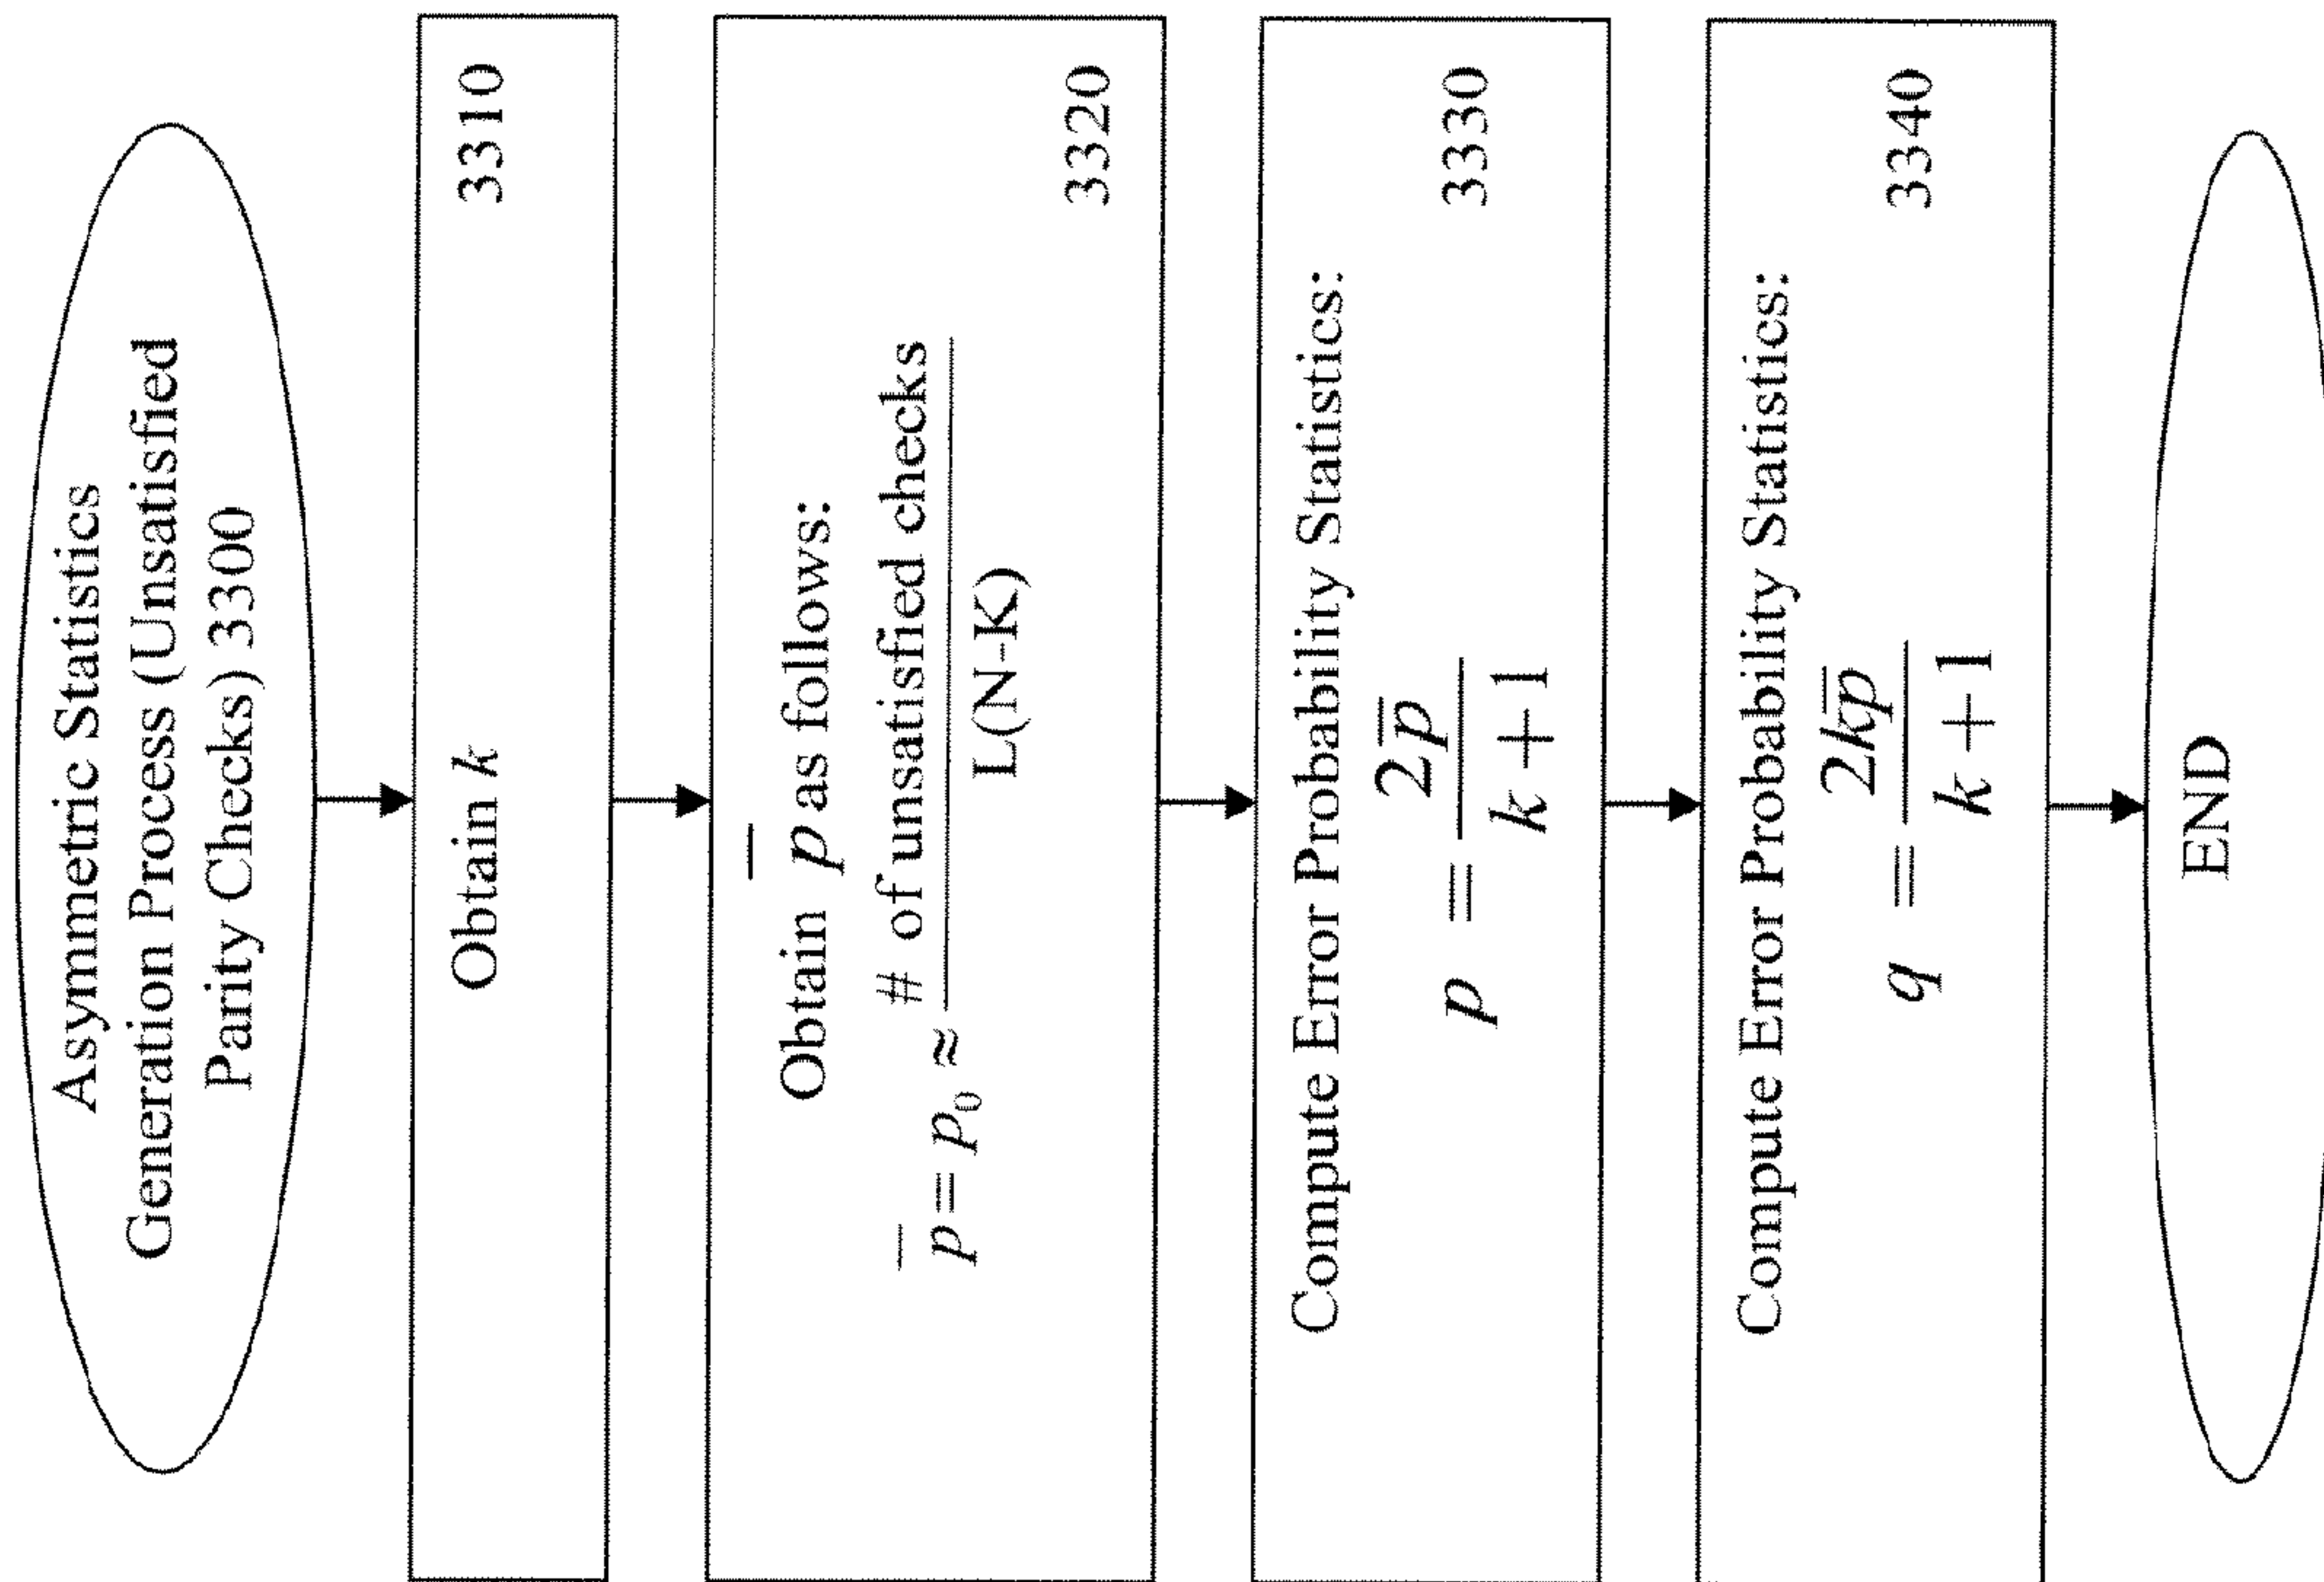 Asymmetric Statistics
Generation Process (Unsatisfied
Parity Checks) 3300
Obtain k
3310
Obtain p̅ as follows:
p̅ = p₀ ≈ # of unsatisfied checks
L(N-K)
3320
Compute Error Probability Statistics:
p = 2p̅
k + 1
3330
Compute Error Probability Statistics:
q = 2kp̅
k + 1
3340
END